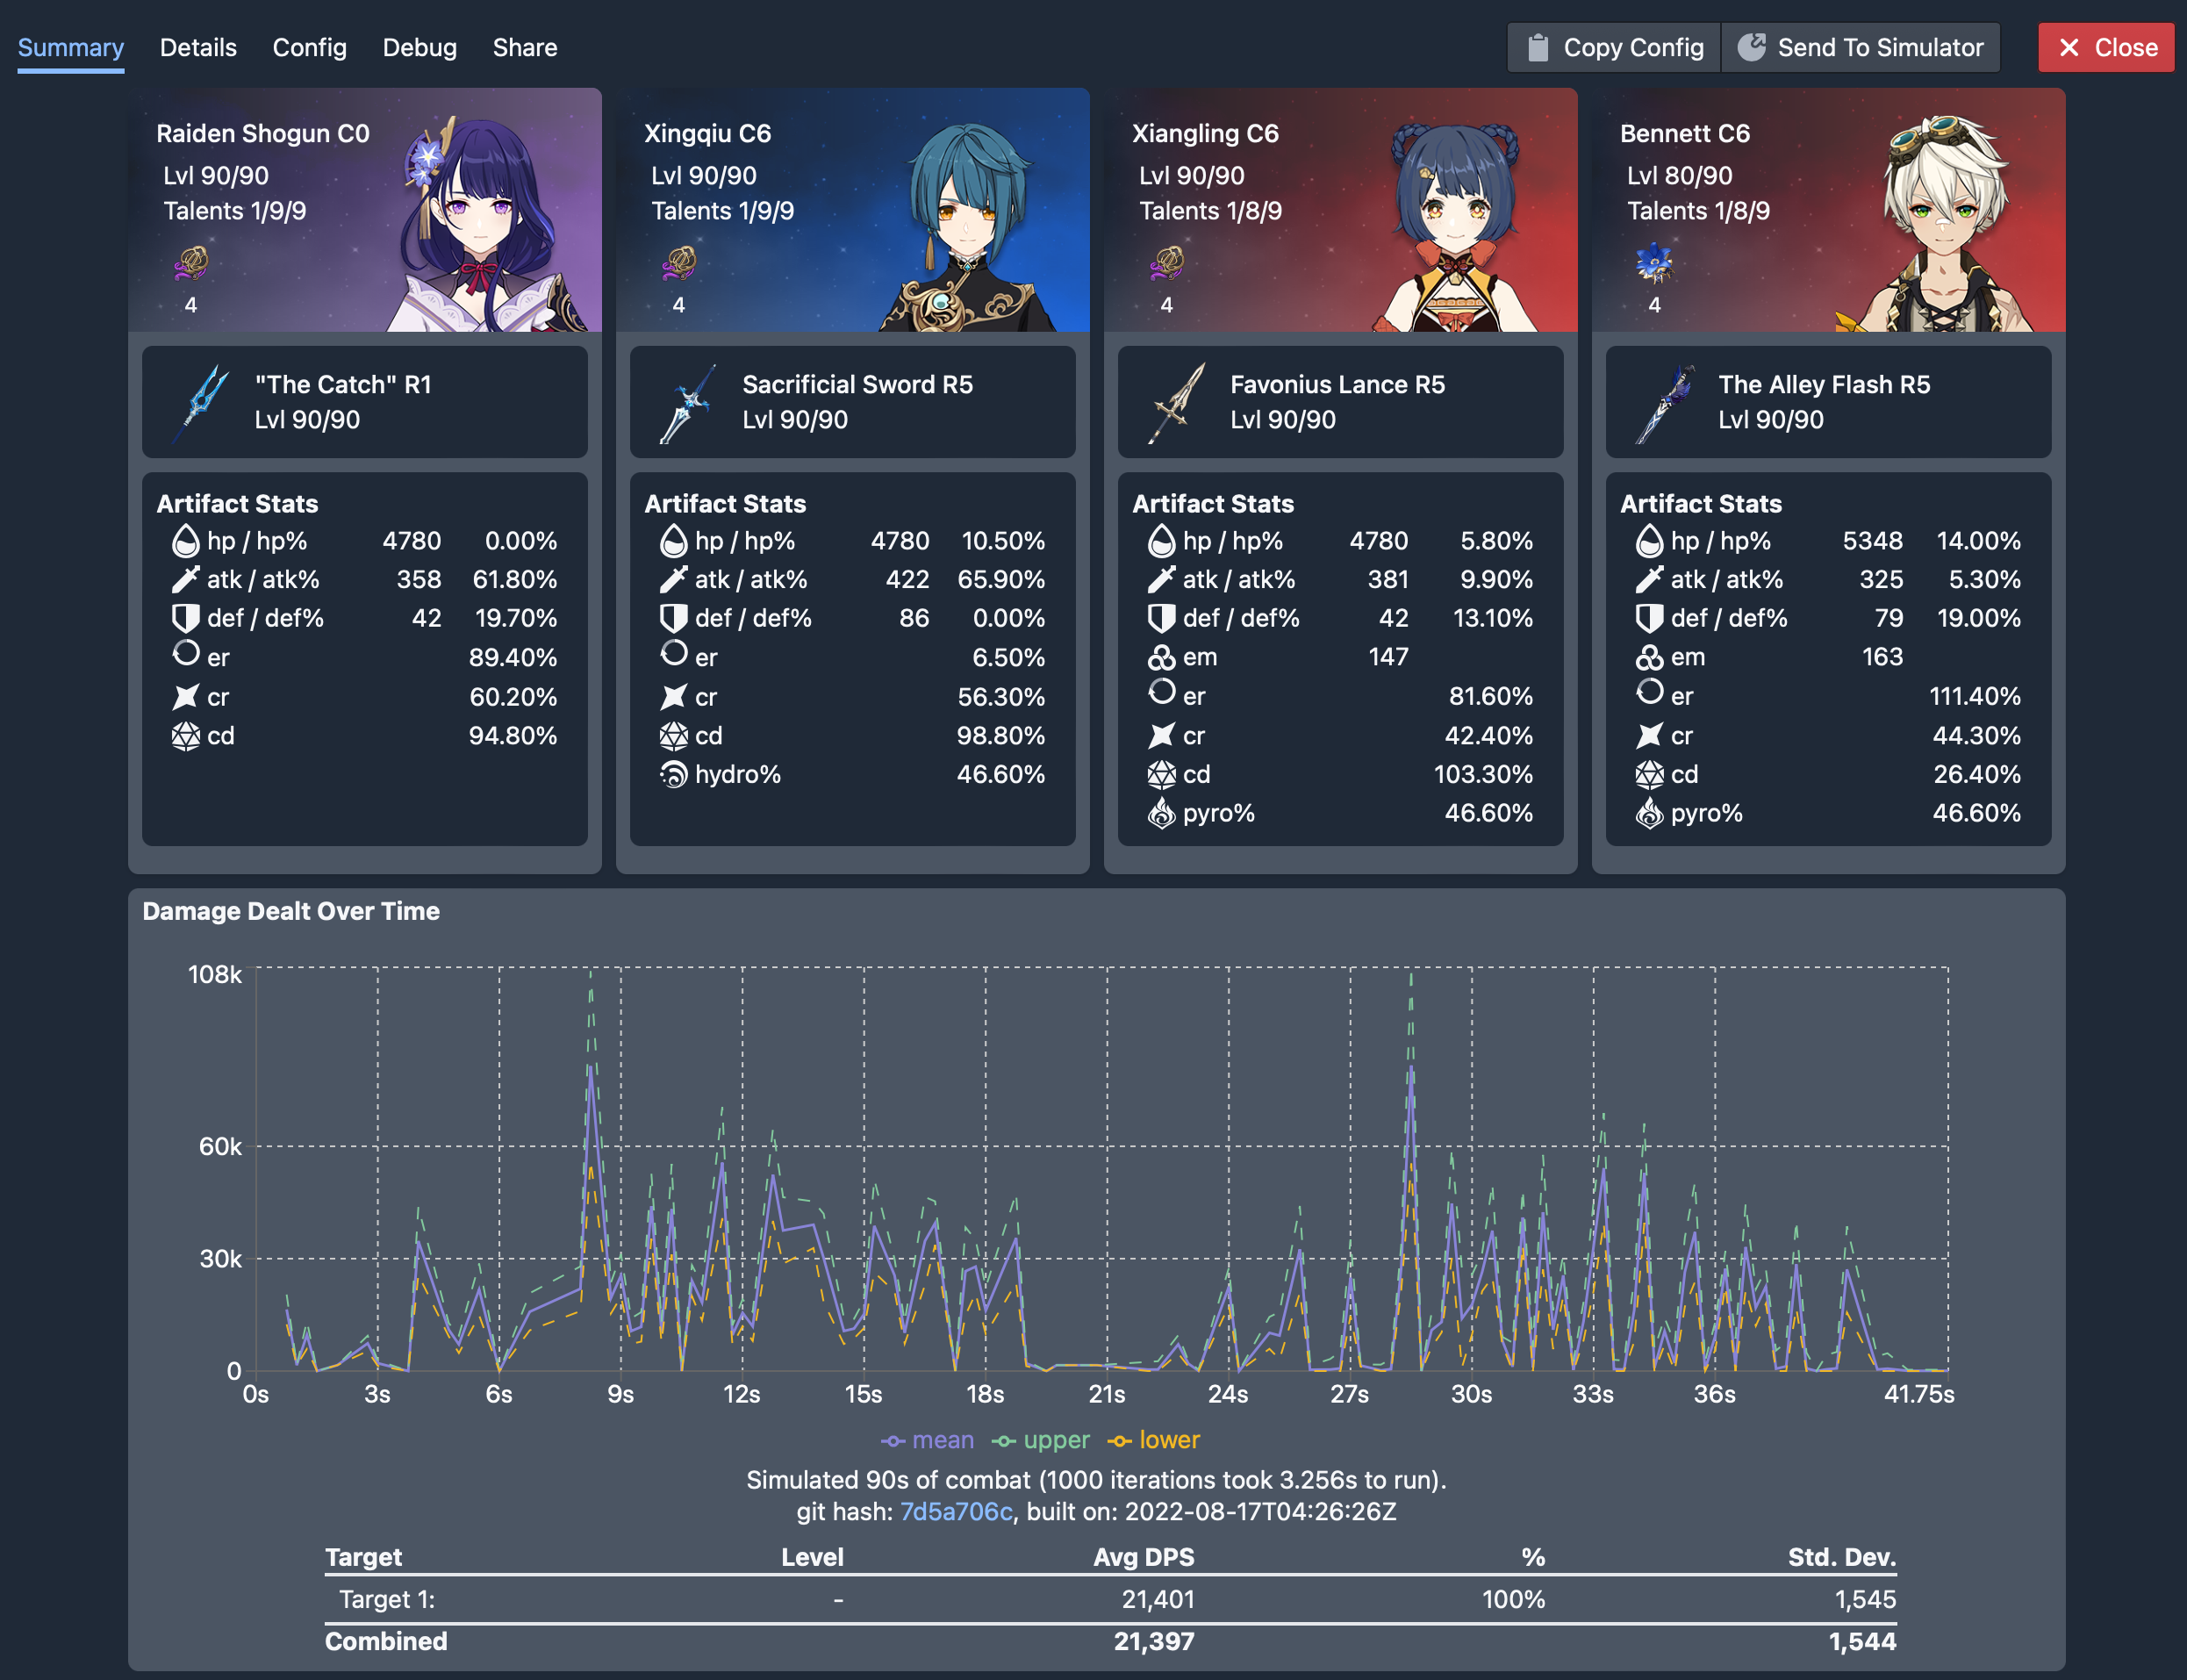 Summary Details Config Debug Share Copy Config Send To Simulator Close
Raiden Shogun C0
Lvl 90/90
Talents 1/9/9
4
"The Catch" R1
Lvl 90/90
Artifact Stats
hp / hp% 4780 0.00%
atk / atk% 358 61.80%
def / def% 42 19.70%
er 89.40%
cr 60.20%
cd 94.80%
Xingqiu C6
Lvl 90/90
Talents 1/9/9
4
Sacrificial Sword R5
Lvl 90/90
Artifact Stats
hp / hp% 4780 10.50%
atk / atk% 422 65.90%
def / def% 86 0.00%
er 6.50%
cr 56.30%
cd 98.80%
hydro% 46.60%
Xiangling C6
Lvl 90/90
Talents 1/8/9
4
Favonius Lance R5
Lvl 90/90
Artifact Stats
hp / hp% 4780 5.80%
atk / atk% 381 9.90%
def / def% 42 13.10%
em 147
er 81.60%
cr 42.40%
cd 103.30%
pyro% 46.60%
Bennett C6
Lvl 80/90
Talents 1/8/9
4
The Alley Flash R5
Lvl 90/90
Artifact Stats
hp / hp% 5348 14.00%
atk / atk% 325 5.30%
def / def% 79 19.00%
em 163
er 111.40%
cr 44.30%
cd 26.40%
pyro% 46.60%
Damage Dealt Over Time
108k
60k
30k
0
0s 3s 6s 9s 12s 15s 18s 21s 24s 27s 30s 33s 36s 41.75s
mean upper lower
Simulated 90s of combat (1000 iterations took 3.256s to run).
git hash: 7d5a706c, built on: 2022-08-17T04:26:26Z
Target Level Avg DPS % Std. Dev.
Target 1: - 21,401 100% 1,545
Combined 21,397 1,544